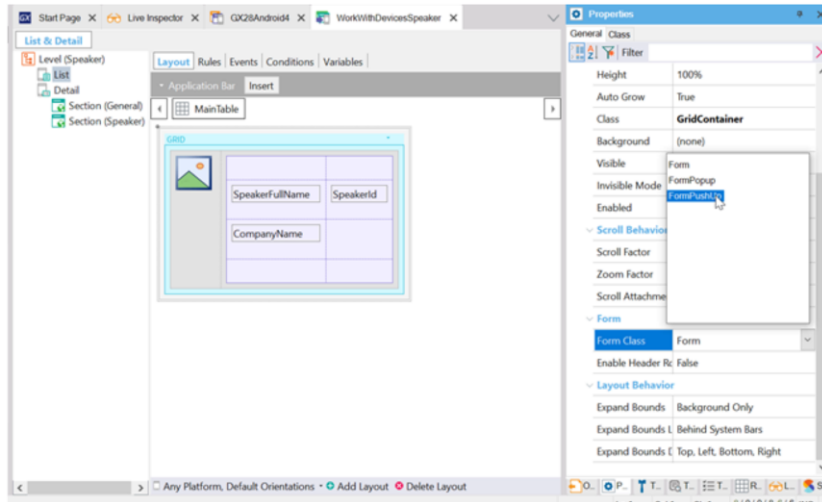 GX Start Page X Live Inspector X GX28Android4 X WorkWithDevicesSpeaker X
List & Detail
Level (Speaker)
List
Detail
Section (General)
Section (Speaker)
Layout Rules Events Conditions Variables
Application Bar Insert
MainTable
GRID
SpeakerFullName SpeakerId
CompanyName
Any Platform, Default Orientations Add Layout Delete Layout
Properties
General Class
Filter
Height 100%
Auto Grow True
Class GridContainer
Background (none)
Visible
Invisible Mode
Enabled
Form
FormPopup
FormPushUp
Scroll Behavior
Scroll Factor
Zoom Factor
Scroll Attachme
Form
Form Class Form
Enable Header Ro False
Layout Behavior
Expand Bounds Background Only
Expand Bounds L Behind System Bars
Expand Bounds D Top, Left, Bottom, Right
O.. P.. T.. T.. T.. R.. L.. S